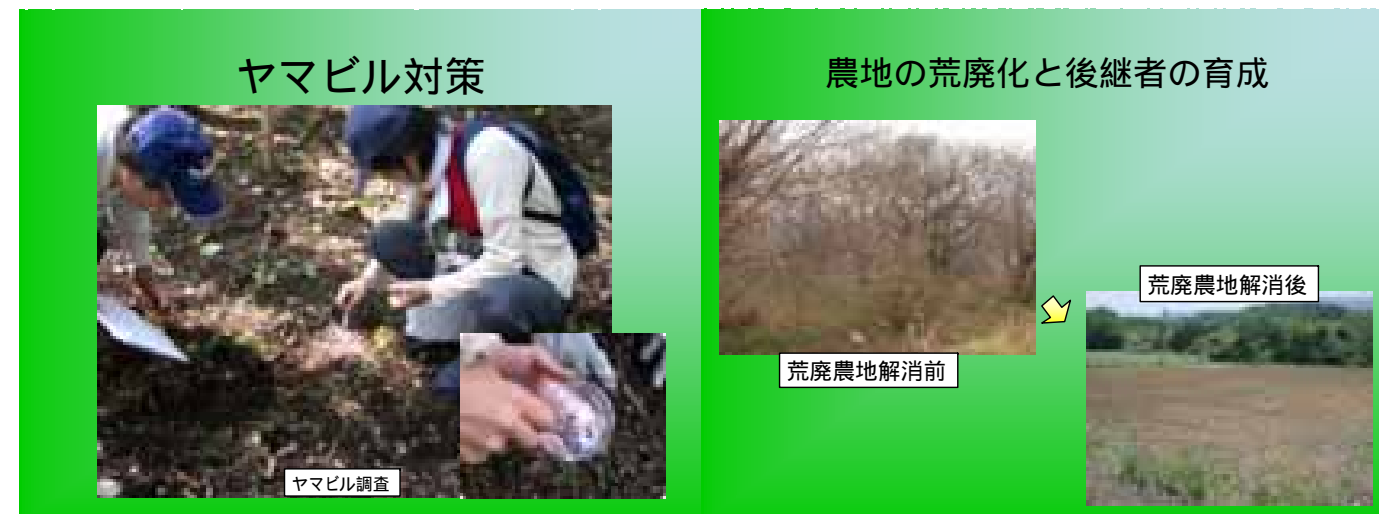 ヤマビル対策
ヤマビル調査
農地の荒廃化と後継者の育成
荒廃農地解消前
荒廃農地解消後